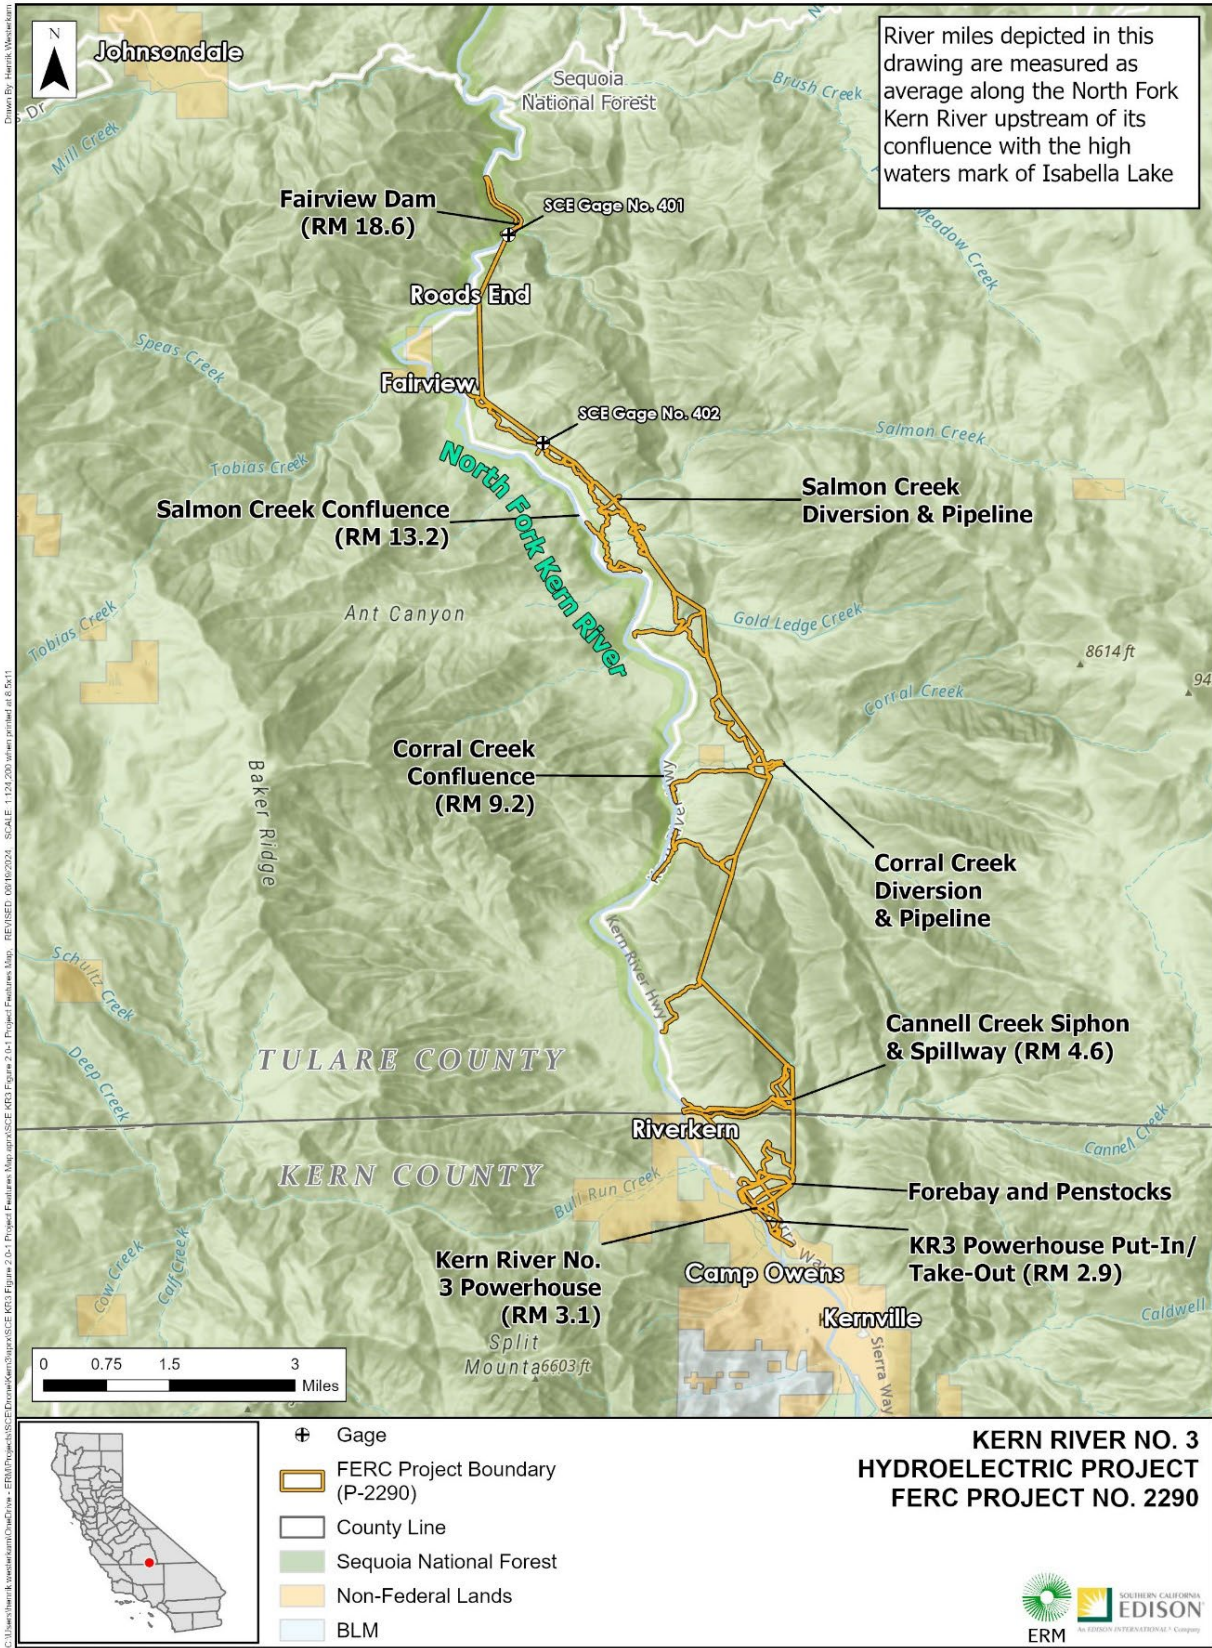 River miles depicted in this
drawing are measured as
average along the North Fork
Kern River upstream of its
confluence with the high
waters mark of Isabella Lake
N
Johnsondale
Sequoia
National Forest
Brush Creek
Mill Creek
s Dr
Meadow Creek
Fairview Dam
(RM 18.6)
SCE Gage No. 401
Roads End
Speas Creek
Fairview
SCE Gage No. 402
Salmon Creek
Tobias Creek
North Fork Kern River
Salmon Creek Confluence
(RM 13.2)
Salmon Creek
Diversion & Pipeline
Ant Canyon
Gold Ledge Creek
Tobias Creek
8614 ft
94
Corral Creek
Corral Creek
Confluence
(RM 9.2)
Baker Ridge
Corral Creek
Diversion
& Pipeline
Kern River Hwy
Schultz Creek
Deep Creek
Cannell Creek Siphon
& Spillway (RM 4.6)
TULARE COUNTY
Riverkern
Cannell Creek
KERN COUNTY
Bull Run Creek
Forebay and Penstocks
Cow Creek
Calf Creek
Kern River No.
3 Powerhouse
(RM 3.1)
KR3 Powerhouse Put-In/
Take-Out (RM 2.9)
Camp Owens
Kernville
Caldwell
Sierra Way
Split
Mounta
6603 ft
0 0.75 1.5 3
Miles
Gage
FERC Project Boundary
(P-2290)
County Line
Sequoia National Forest
Non-Federal Lands
BLM
KERN RIVER NO. 3
HYDROELECTRIC PROJECT
FERC PROJECT NO. 2290
ERM
SOUTHERN CALIFORNIA
EDISON
An EDISON INTERNATIONAL® Company